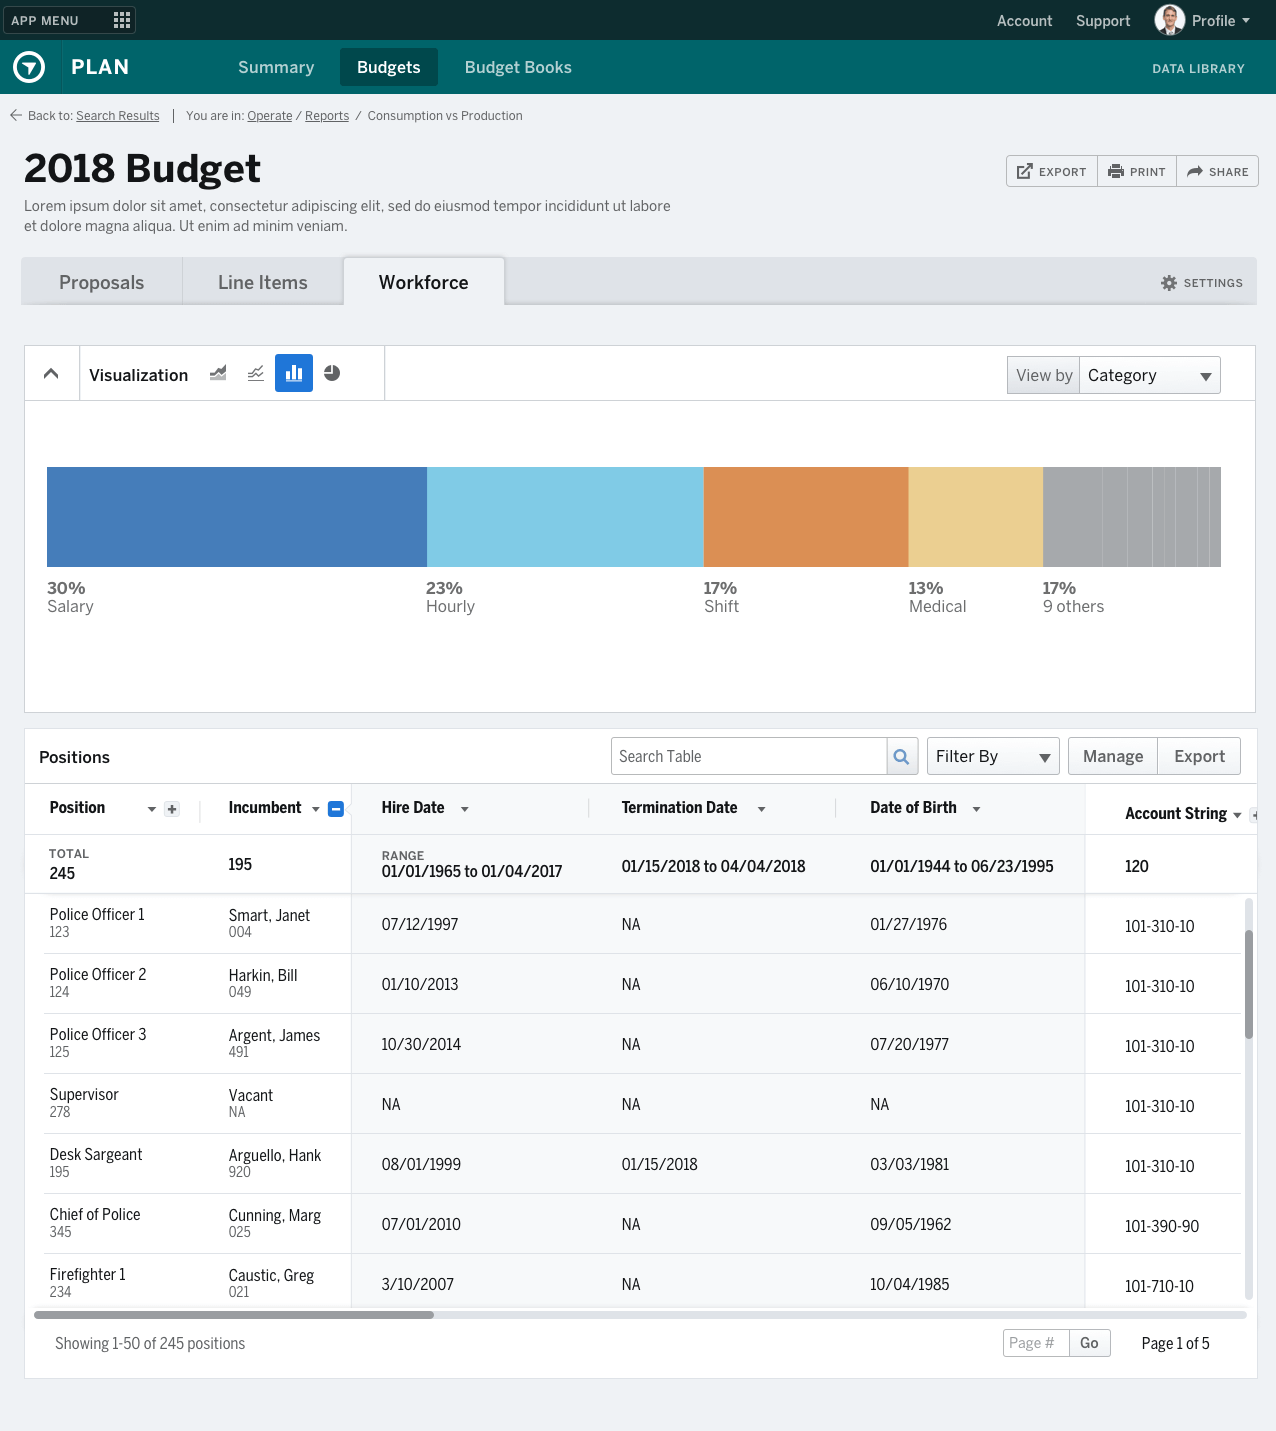 APP MENU
Account Support Profile
PLAN Summary Budgets Budget Books DATA LIBRARY
Back to: Search Results | You are in: Operate / Reports / Consumption vs Production
2018 Budget
EXPORT PRINT SHARE
Lorem ipsum dolor sit amet, consectetur adipiscing elit, sed do eiusmod tempor incididunt ut labore
et dolore magna aliqua. Ut enim ad minim veniam.
Proposals Line Items Workforce SETTINGS
Visualization View by Category
30% 23% 17% 13% 17%
Salary Hourly Shift Medical 9 others
Positions Search Table Filter By Manage Export
Position Incumbent Hire Date Termination Date Date of Birth Account String
TOTAL RANGE
245 195 01/01/1965 to 01/04/2017 01/15/2018 to 04/04/2018 01/01/1944 to 06/23/1995 120
Police Officer 1 Smart, Janet 07/12/1997 NA 01/27/1976 101-310-10
123 004
Police Officer 2 Harkin, Bill 01/10/2013 NA 06/10/1970 101-310-10
124 049
Police Officer 3 Argent, James 10/30/2014 NA 07/20/1977 101-310-10
125 491
Supervisor Vacant NA NA NA 101-310-10
278 NA
Desk Sargeant Arguello, Hank 08/01/1999 01/15/2018 03/03/1981 101-310-10
195 920
Chief of Police Cunning, Marg 07/01/2010 NA 09/05/1962 101-390-90
345 025
Firefighter 1 Caustic, Greg 3/10/2007 NA 10/04/1985 101-710-10
234 021
Showing 1-50 of 245 positions Page # Go Page 1 of 5